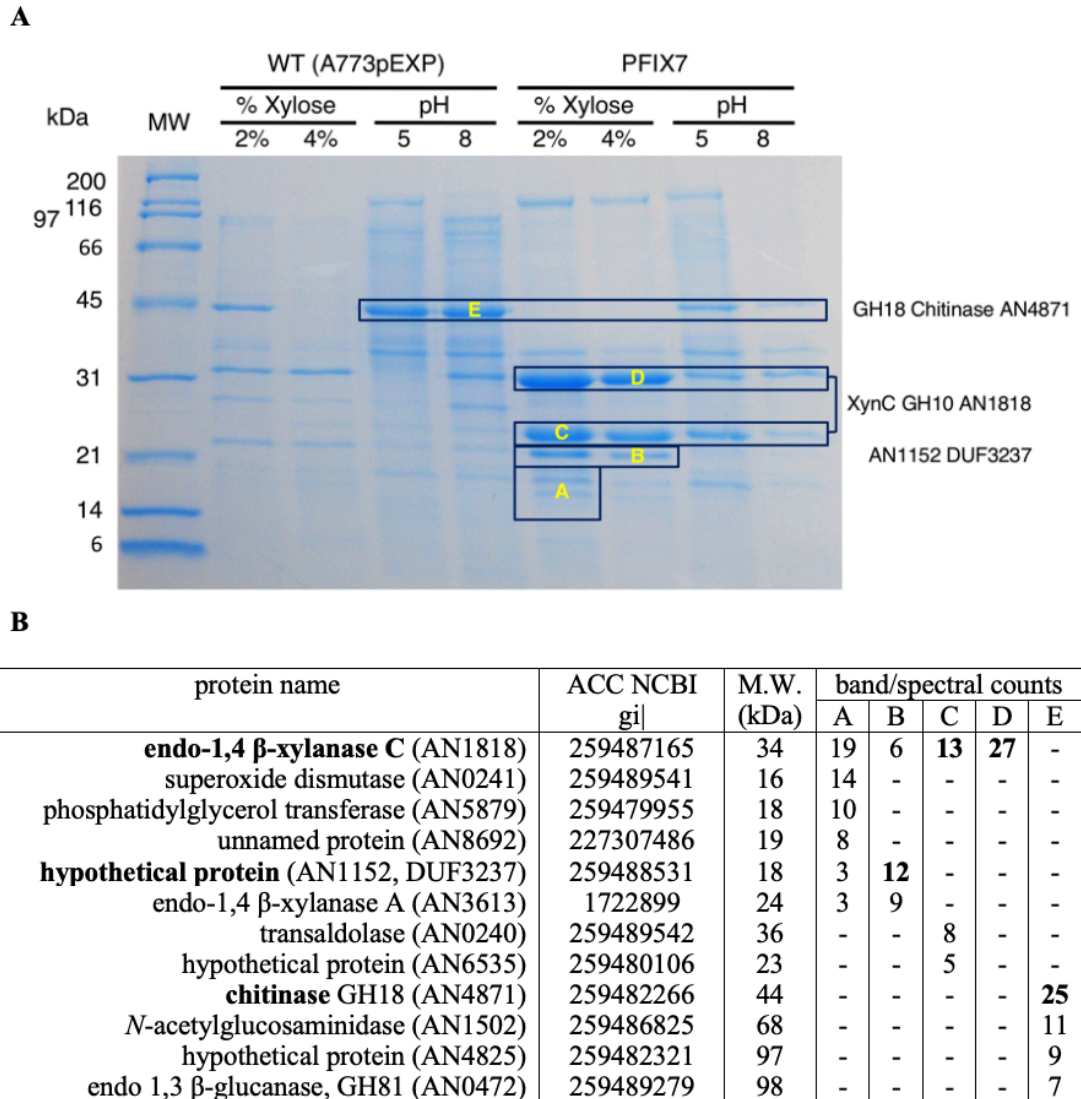 A
WT (A773pEXP) PFIX7
kDa MW % Xylose pH % Xylose pH
2% 4% 5 8 2% 4% 5 8
200
116
97
66
45 E GH18 Chitinase AN4871
31 D
XynC GH10 AN1818
C
21 B AN1152 DUF3237
A
14
6
B
protein name ACC NCBI M.W. band/spectral counts
gi| (kDa) A B C D E
endo-1,4 β-xylanase C (AN1818) 259487165 34 19 6 13 27 -
superoxide dismutase (AN0241) 259489541 16 14 - - - -
phosphatidylglycerol transferase (AN5879) 259479955 18 10 - - - -
unnamed protein (AN8692) 227307486 19 8 - - - -
hypothetical protein (AN1152, DUF3237) 259488531 18 3 12 - - -
endo-1,4 β-xylanase A (AN3613) 1722899 24 3 9 - - -
transaldolase (AN0240) 259489542 36 - - 8 - -
hypothetical protein (AN6535) 259480106 23 - - 5 - -
chitinase GH18 (AN4871) 259482266 44 - - - - 25
N-acetylglucosaminidase (AN1502) 259486825 68 - - - - 11
hypothetical protein (AN4825) 259482321 97 - - - - 9
endo 1,3 β-glucanase, GH81 (AN0472) 259489279 98 - - - - 7